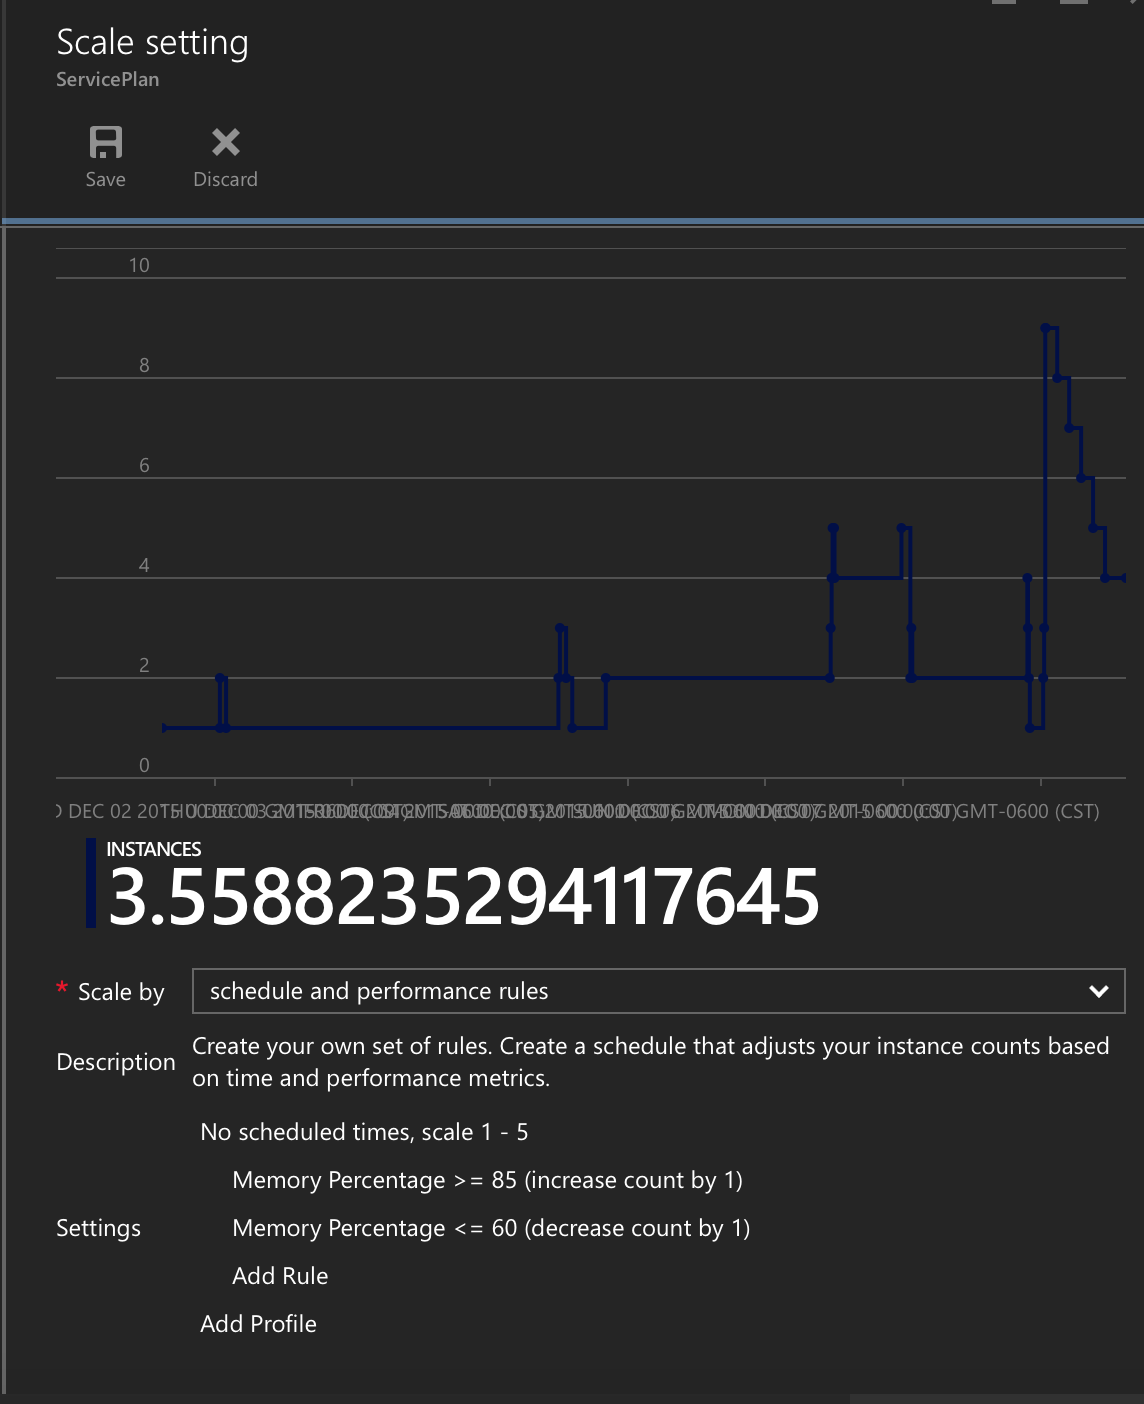 Scale setting
ServicePlan
Save
Discard
10
8
6
4
2
0
DEC 02 GMT-0600 (CST)
INSTANCES
3.5588235294117645
* Scale by
schedule and performance rules
Description
Create your own set of rules. Create a schedule that adjusts your instance counts based
on time and performance metrics.
No scheduled times, scale 1 - 5
Memory Percentage >= 85 (increase count by 1)
Settings
Memory Percentage <= 60 (decrease count by 1)
Add Rule
Add Profile